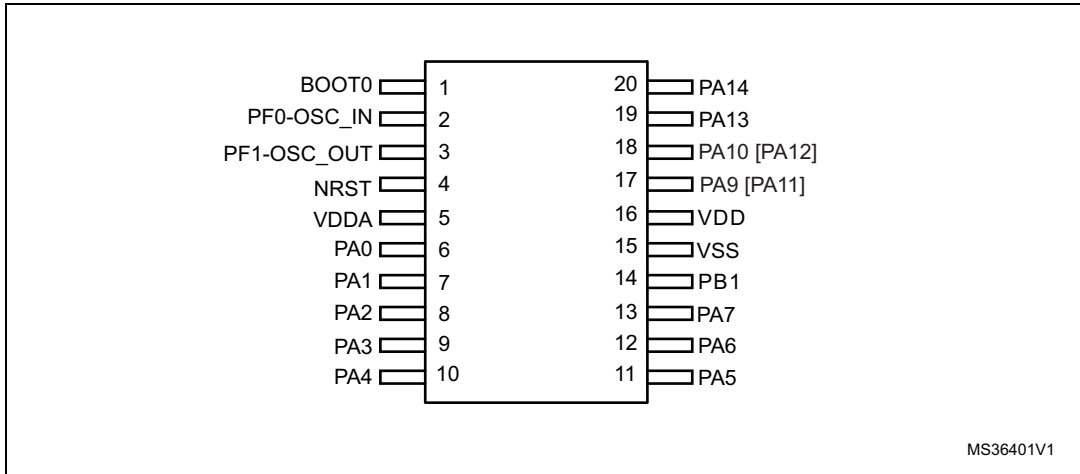 BOOT0 1 20 PA14
PF0-OSC_IN 2 19 PA13
PF1-OSC_OUT 3 18 PA10 [PA12]
NRST 4 17 PA9 [PA11]
VDDA 5 16 VDD
PA0 6 15 VSS
PA1 7 14 PB1
PA2 8 13 PA7
PA3 9 12 PA6
PA4 10 11 PA5
MS36401V1